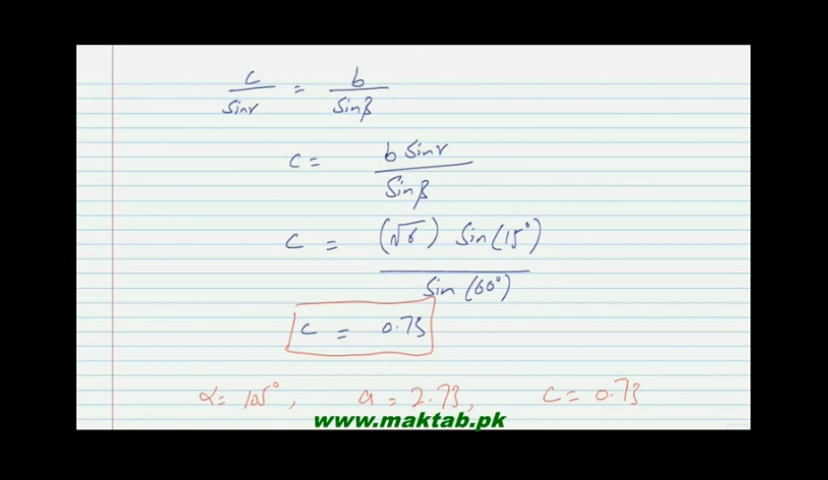 c/sinγ = b/sinβ
c = b sinγ / sinβ
c = (√6) sin(15°) / sin(60°)
c = 0.73
α = 105°, a = 2.73, c = 0.73
www.maktab.pk